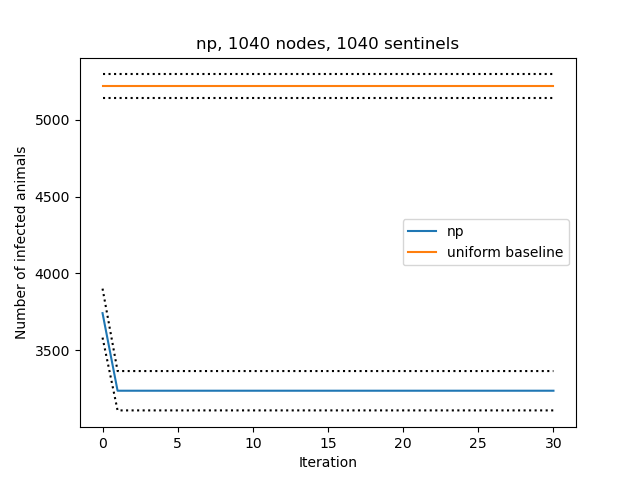 np, 1040 nodes, 1040 sentinels
Number of infected animals
5000
4500
4000
3500
np
uniform baseline
0 5 10 15 20 25 30
Iteration